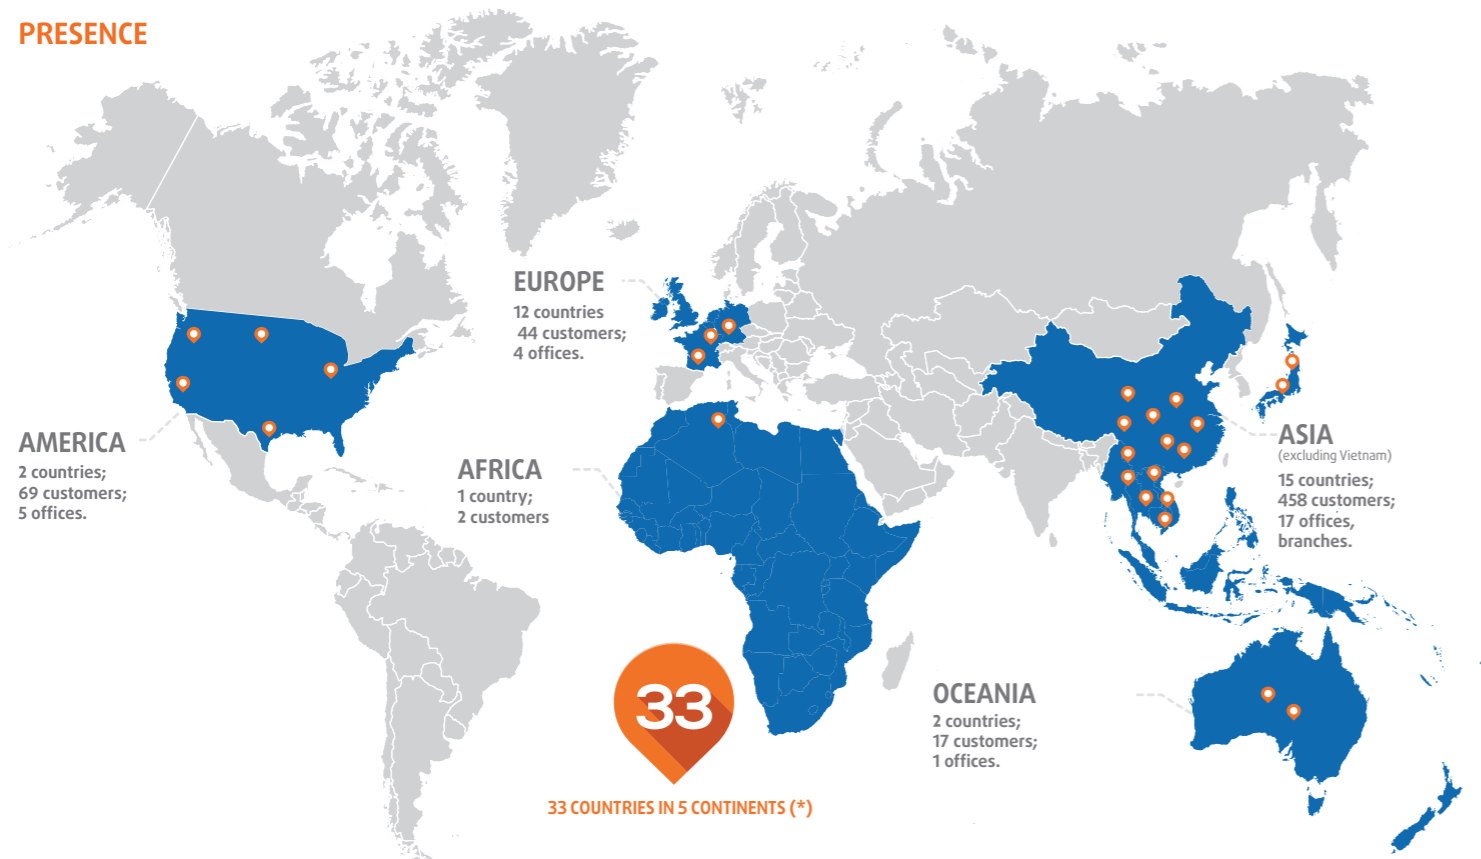 PRESENCE
EUROPE
12 countries
44 customers;
4 offices.
AMERICA
2 countries;
69 customers;
5 offices.
AFRICA
1 country;
2 customers
ASIA
(excluding Vietnam)
15 countries;
458 customers;
17 offices,
branches.
OCEANIA
2 countries;
17 customers;
1 offices.
33
33 COUNTRIES IN 5 CONTINENTS (*)